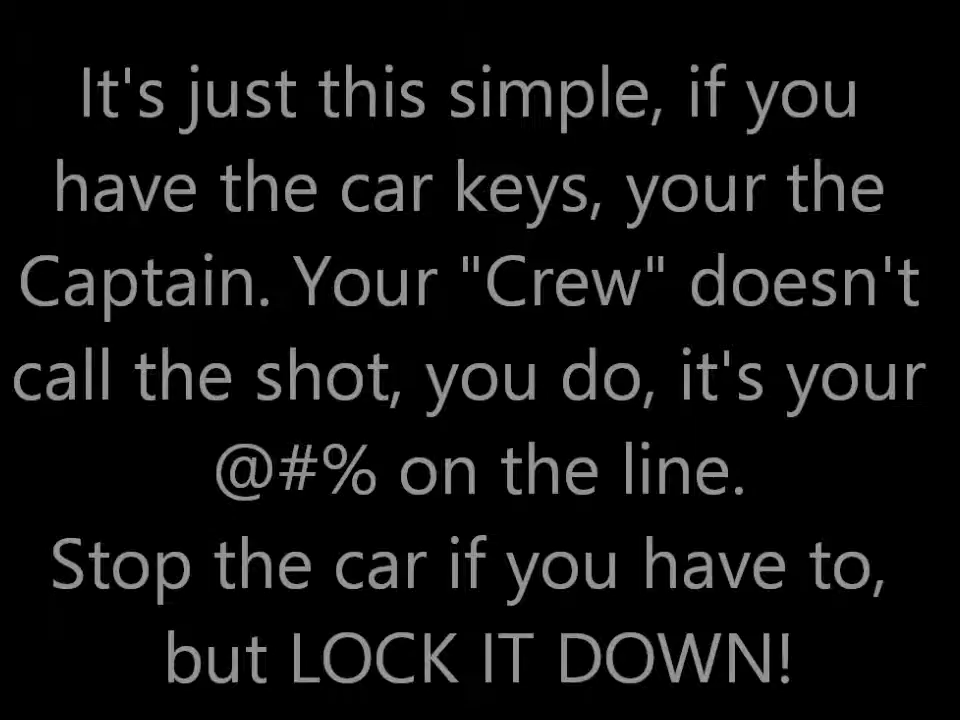 It's just this simple, if you
have the car keys, your the
Captain. Your "Crew" doesn't
call the shot, you do, it's your
@#% on the line.
Stop the car if you have to,
but LOCK IT DOWN!